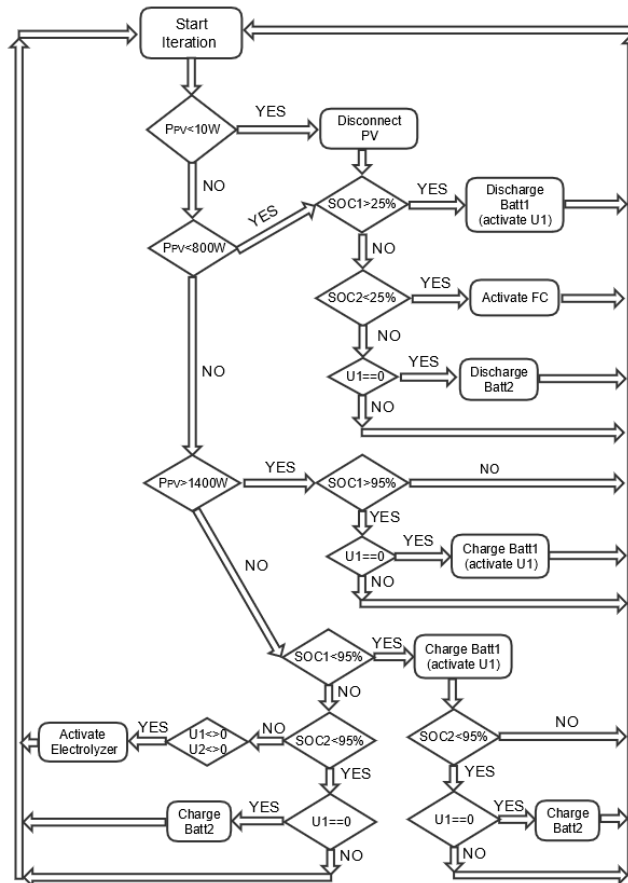 Start
Iteration
PPV<10W
YES
Disconnect
PV
NO
YES
SOC1>25%
YES
Discharge
Batt1
(activate U1)
PPV<800W
NO
SOC2<25%
YES
Activate FC
NO
NO
U1==0
YES
Discharge
Batt2
NO
PPV>1400W
YES
SOC1>95%
NO
YES
NO
U1==0
YES
Charge Batt1
(activate U1)
NO
SOC1<95%
YES
Charge Batt1
(activate U1)
NO
Activate
Electrolyzer
YES
U1<>0
U2<>0
NO
SOC2<95%
SOC2<95%
NO
YES
YES
Charge
Batt2
YES
U1==0
U1==0
YES
Charge
Batt2
NO
NO